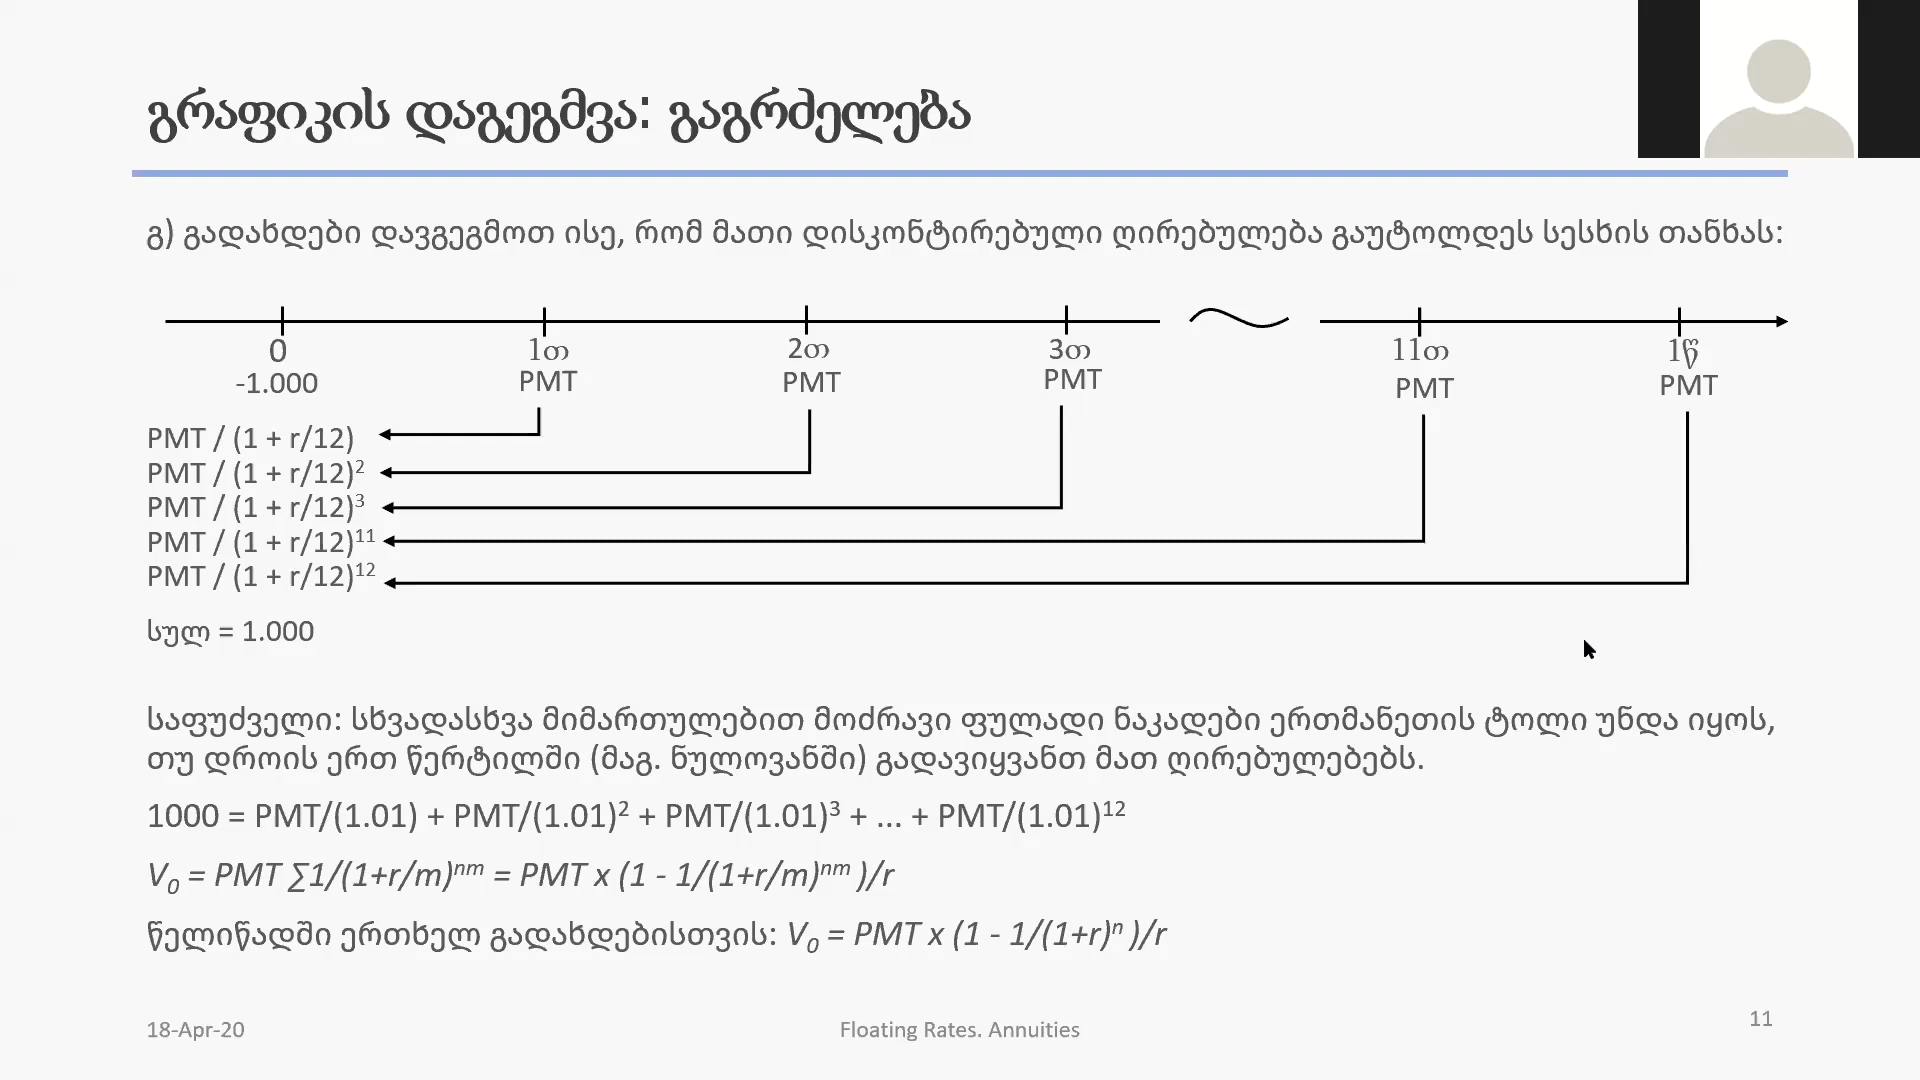 გრაფიკის დაგეგმვა: გაგრძელება
გ) გადახდები დავგეგმოთ ისე, რომ მათი დისკონტირებული ღირებულება გაუტოლდეს სესხის თანხას:
0 1თ 2თ 3თ 11თ 1წ
-1.000 PMT PMT PMT PMT PMT
PMT / (1 + r/12)
PMT / (1 + r/12)²
PMT / (1 + r/12)³
PMT / (1 + r/12)¹¹
PMT / (1 + r/12)¹²
სულ = 1.000
საფუძველი: სხვადასხვა მიმართულებით მოძრავი ფულადი ნაკადები ერთმანეთის ტოლი უნდა იყოს,
თუ დროის ერთ წერტილში (მაგ. ნულოვანში) გადავიყვანთ მათ ღირებულებებს.
1000 = PMT/(1.01) + PMT/(1.01)² + PMT/(1.01)³ + ... + PMT/(1.01)¹²
V₀ = PMT ∑1/(1+r/m)ⁿᵐ = PMT x (1 - 1/(1+r/m)ⁿᵐ )/r
წელიწადში ერთხელ გადახდებისთვის: V₀ = PMT x (1 - 1/(1+r)ⁿ )/r
18-Apr-20 Floating Rates. Annuities 11